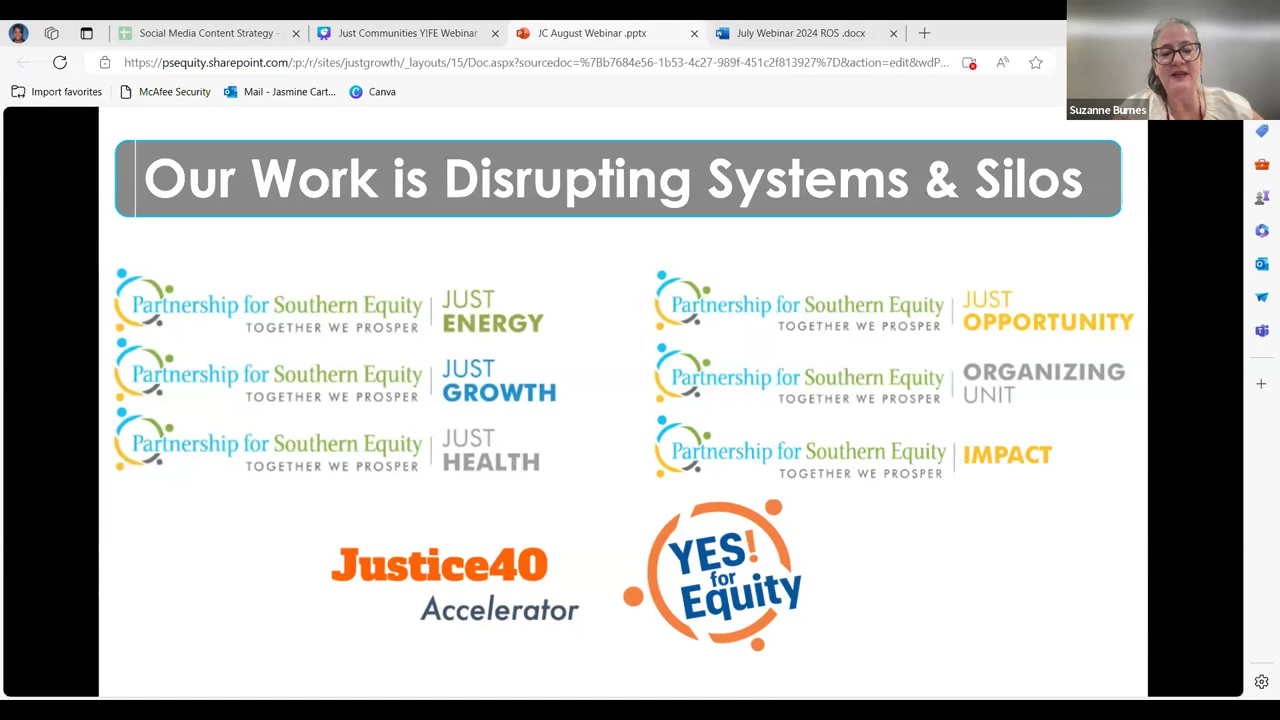 Social Media Content Strategy -
Just Communities Y!FE Webinar
JC August Webinar .pptx
July Webinar 2024 ROS .docx
https://psequity.sharepoint.com/:p:/r/sites/justgrowth/_layouts/15/Doc.aspx?sourcedoc=%7Bb7684e56-1b53-4c27-989f-451c2f813927%7D&action=edit&wdP...
Import favorites
McAfee Security
Mail - Jasmine Cart...
Canva
Suzanne Burnes
Our Work is Disrupting Systems & Silos
Partnership for Southern Equity
TOGETHER WE PROSPER
JUST
ENERGY
Partnership for Southern Equity
TOGETHER WE PROSPER
JUST
OPPORTUNITY
Partnership for Southern Equity
TOGETHER WE PROSPER
JUST
GROWTH
Partnership for Southern Equity
TOGETHER WE PROSPER
ORGANIZING
UNIT
Partnership for Southern Equity
TOGETHER WE PROSPER
JUST
HEALTH
Partnership for Southern Equity
TOGETHER WE PROSPER
IMPACT
Justice40
Accelerator
YES!
for
Equity